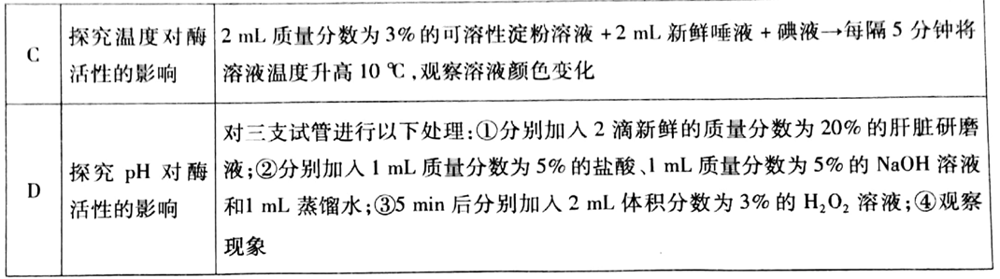 C
探究温度对酶
活性的影响
2 mL 质量分数为 3% 的可溶性淀粉溶液 +2 mL 新鲜唾液 + 碘液→每隔 5 分钟将
溶液温度升高 10 ℃,观察溶液颜色变化
D
探究 pH 对酶
活性的影响
对三支试管进行以下处理:①分别加入 2 滴新鲜的质量分数为 20% 的肝脏研磨
液;②分别加入 1 mL 质量分数为 5% 的盐酸、1 mL 质量分数为 5% 的 NaOH 溶液
和1 mL 蒸馏水;③5 min 后分别加入 2 mL 体积分数为 3% 的 H₂O₂ 溶液;④观察
现象